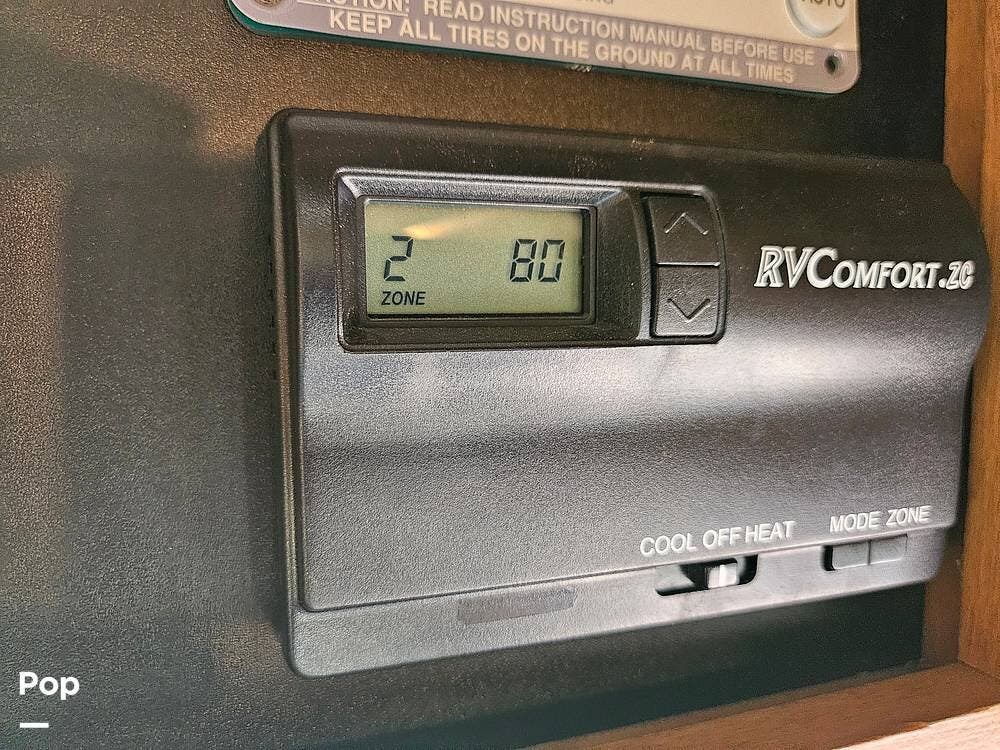 AUTO
CAUTION! READ INSTRUCTION MANUAL BEFORE USE
KEEP ALL TIRES ON THE GROUND AT ALL TIMES
2 80
ZONE
RVCOMFORT.ZC
COOL OFF HEAT
MODE ZONE
Pop